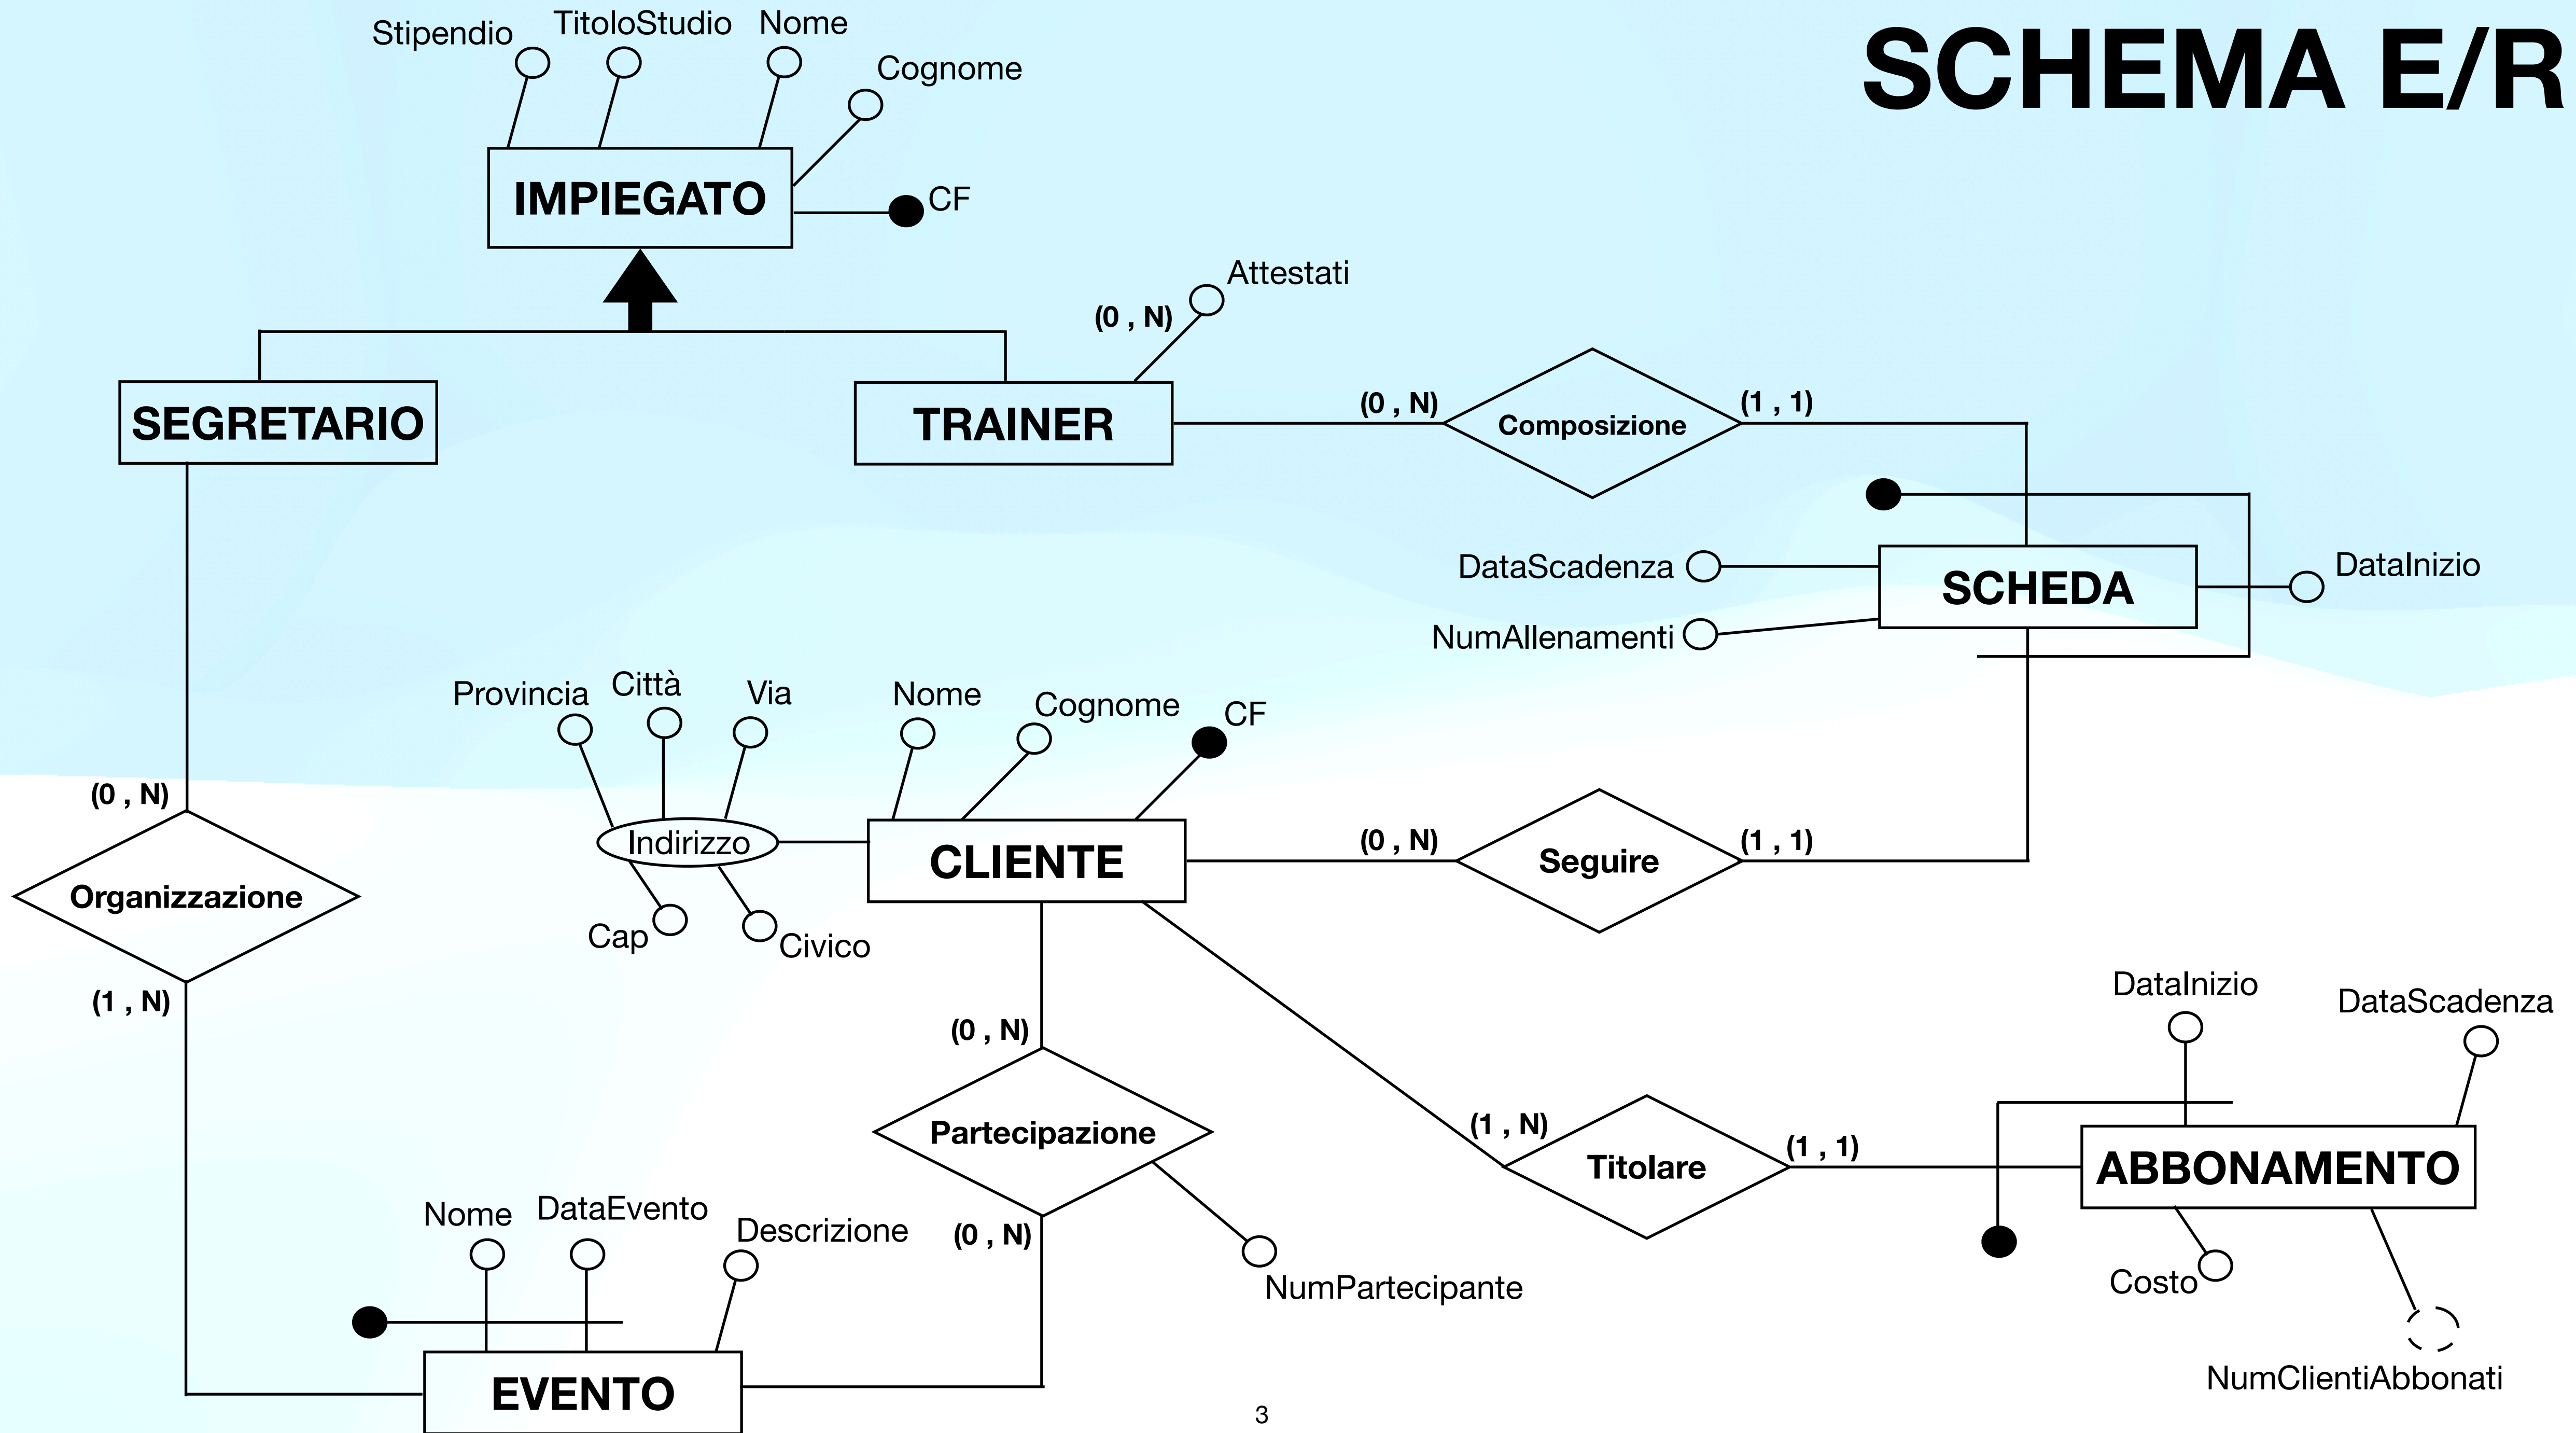 SCHEMA E/R
Stipendio
TitoloStudio
Nome
Cognome
IMPIEGATO
CF
Attestati
(0 , N)
SEGRETARIO
TRAINER
(0 , N)
Composizione
(1 , 1)
DataScadenza
SCHEDA
DataInizio
NumAllenamenti
Provincia
Città
Via
Nome
Cognome
CF
(0 , N)
Indirizzo
CLIENTE
(0 , N)
Seguire
(1 , 1)
Organizzazione
Cap
Civico
(1 , N)
(0 , N)
DataInizio
DataScadenza
Partecipazione
(1 , N)
Titolare
(1 , 1)
ABBONAMENTO
Nome
DataEvento
Descrizione
(0 , N)
NumPartecipante
Costo
NumClientiAbbonati
EVENTO
3